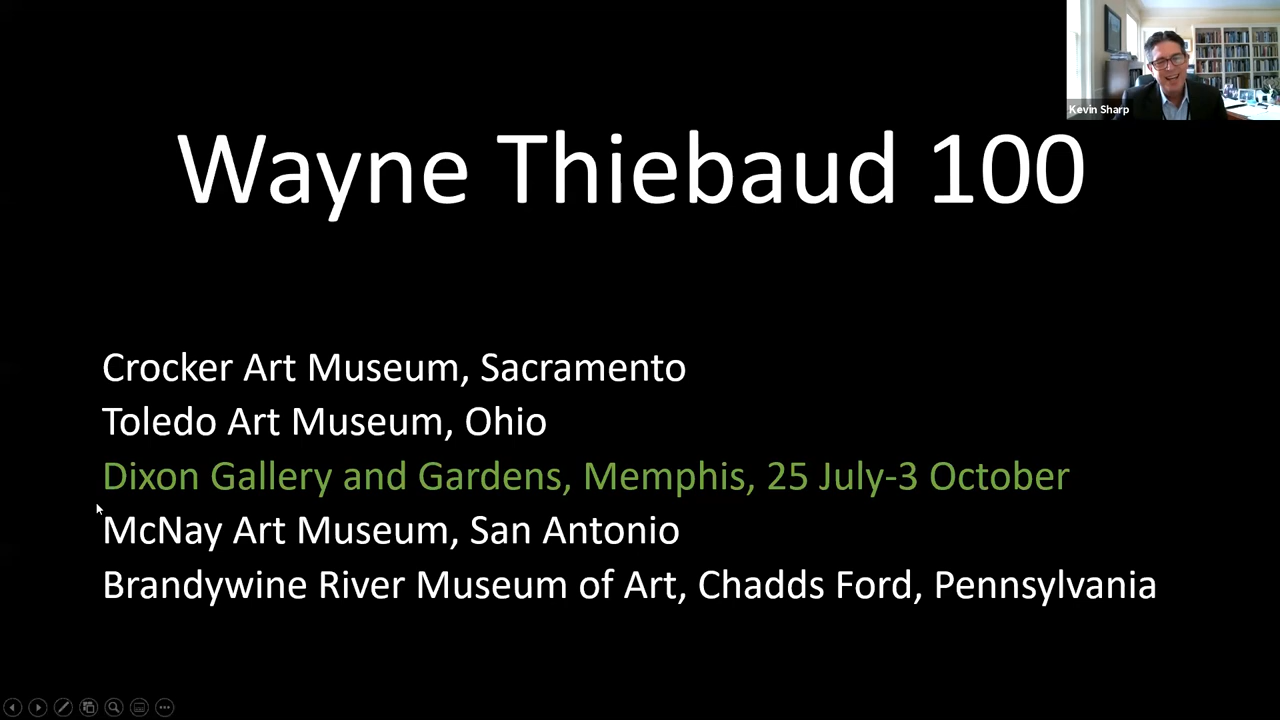 Kevin Sharp
Wayne Thiebaud 100
Crocker Art Museum, Sacramento
Toledo Art Museum, Ohio
Dixon Gallery and Gardens, Memphis, 25 July-3 October
McNay Art Museum, San Antonio
Brandywine River Museum of Art, Chadds Ford, Pennsylvania